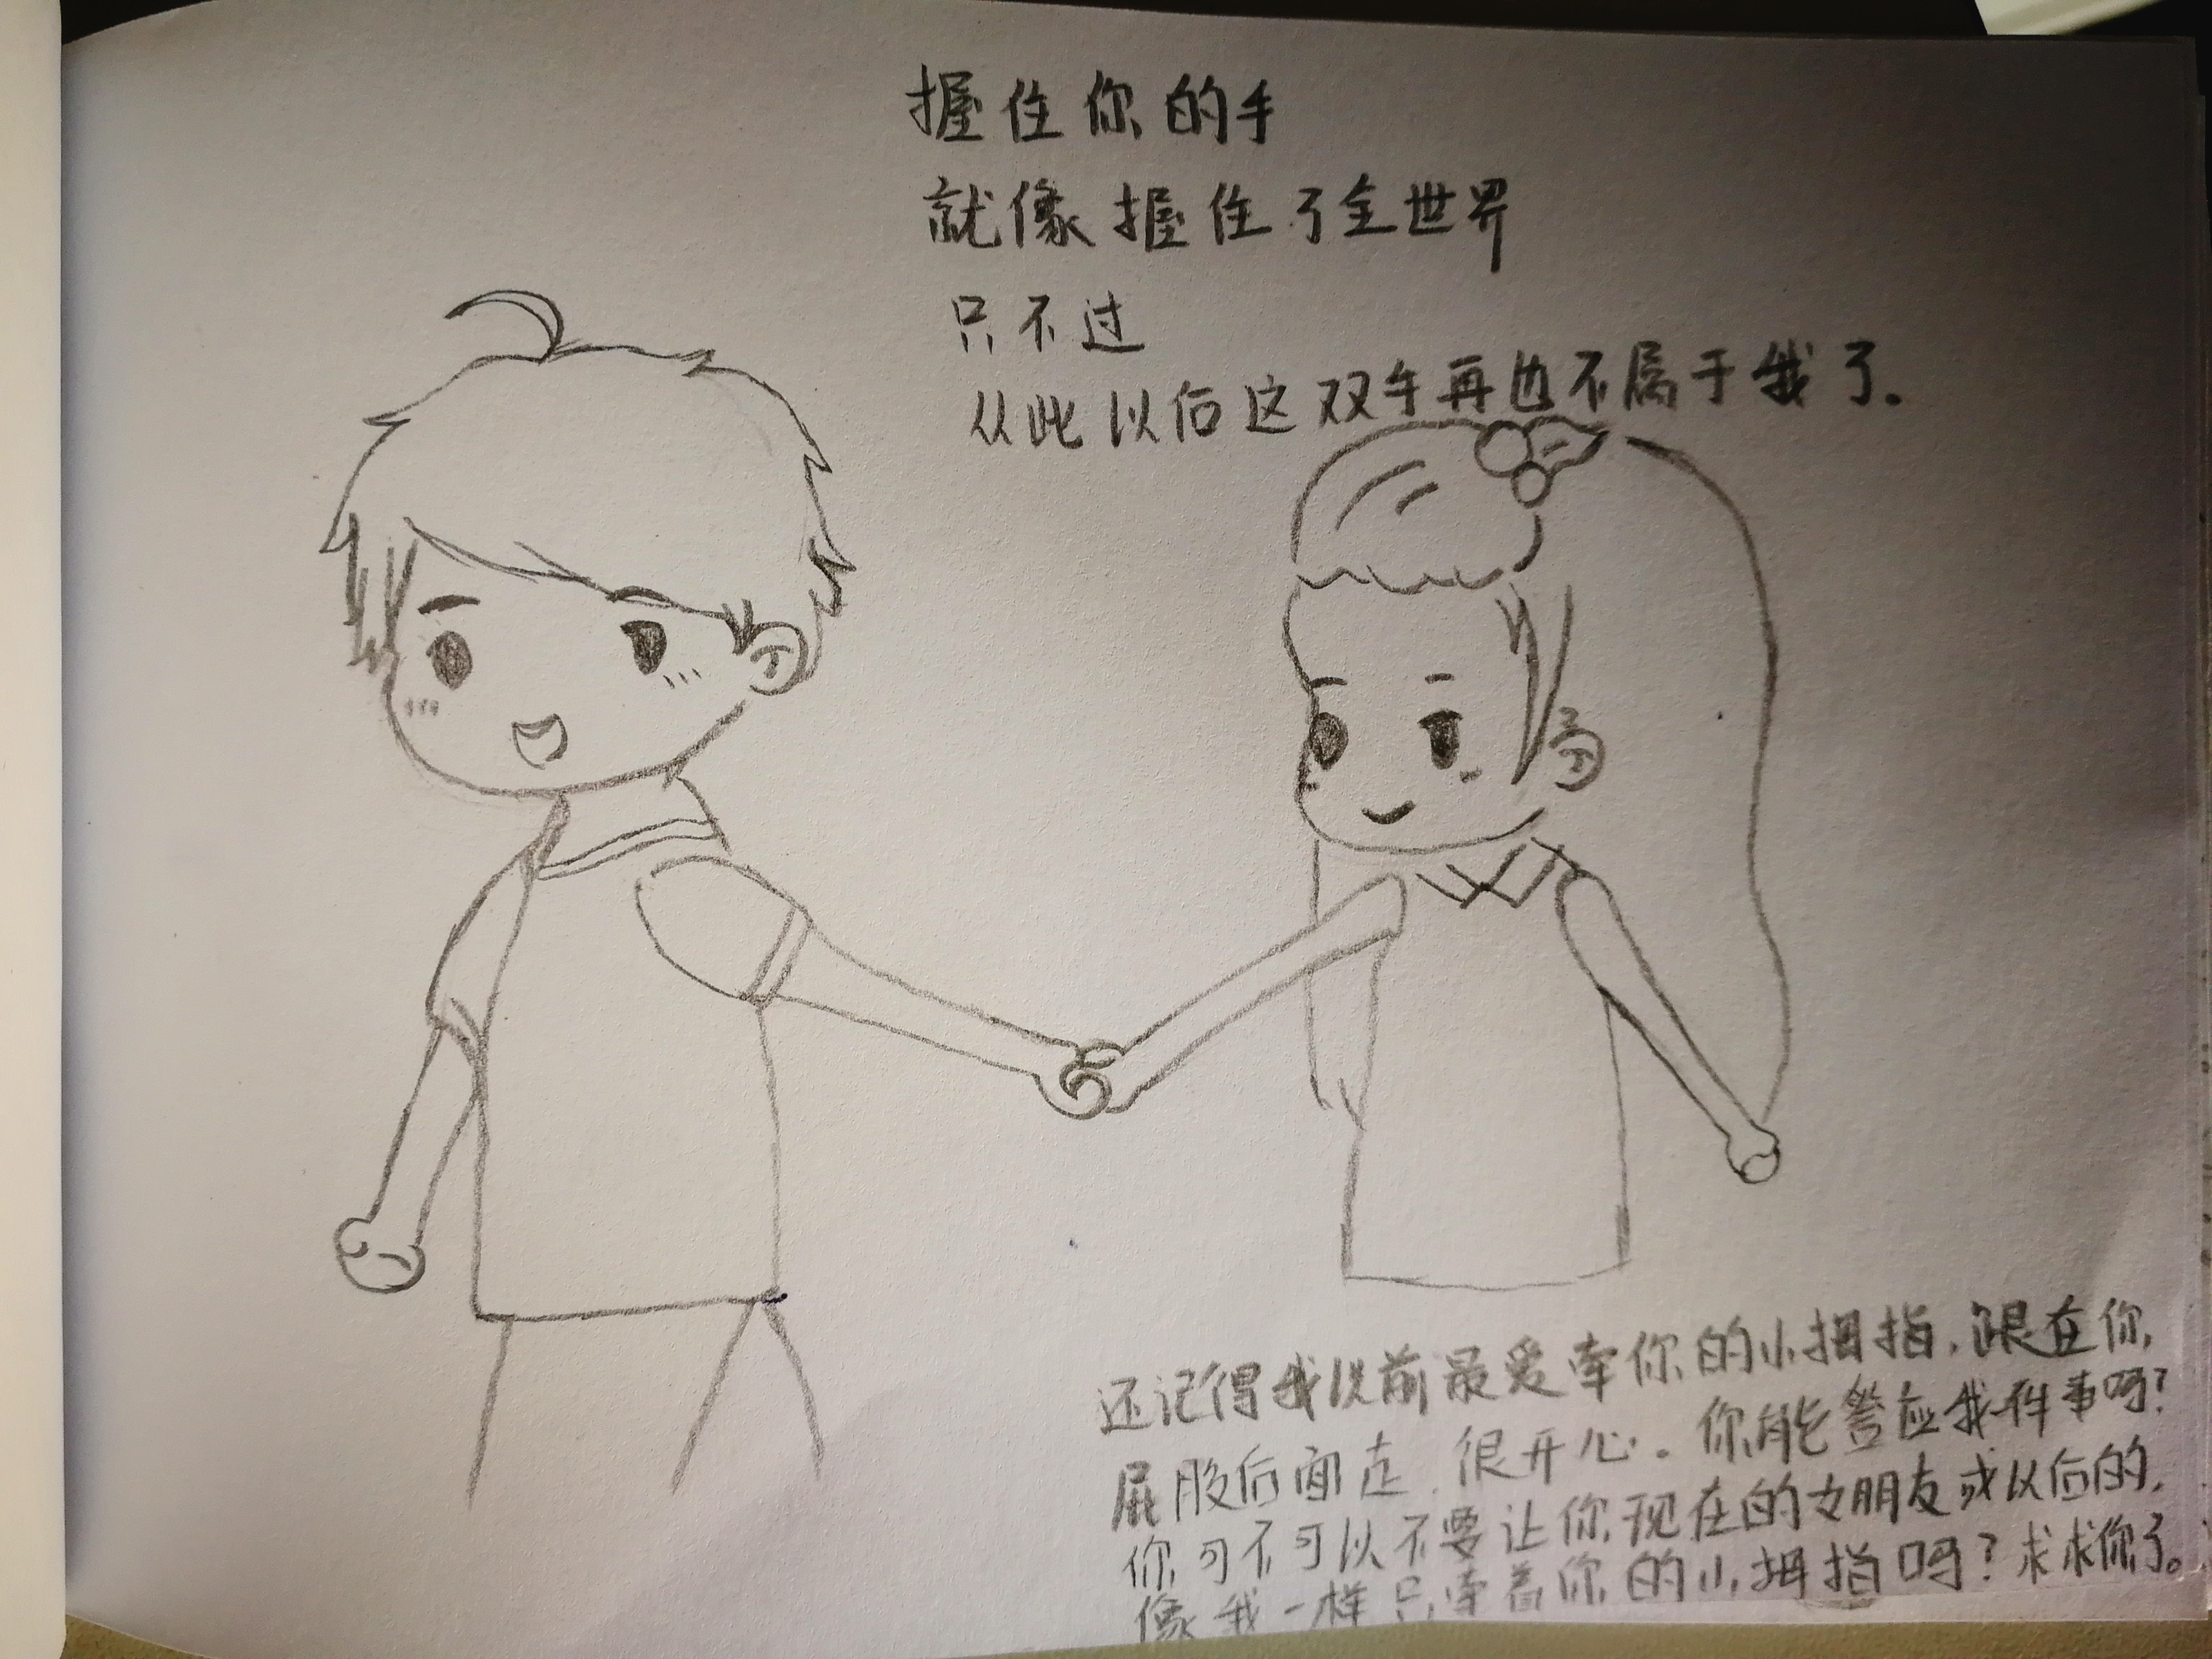 握住你的手
就像握住了全世界
只不过
从此以后这双手再也不属于我了.
还记得我以前最爱牵你的小拇指,跟在你
屁股后面走,很开心。你能答应我件事吗?
你可不可以不要让你现在的女朋友或以后的,
像我一样只牵着你的小拇指吗?求求你了。